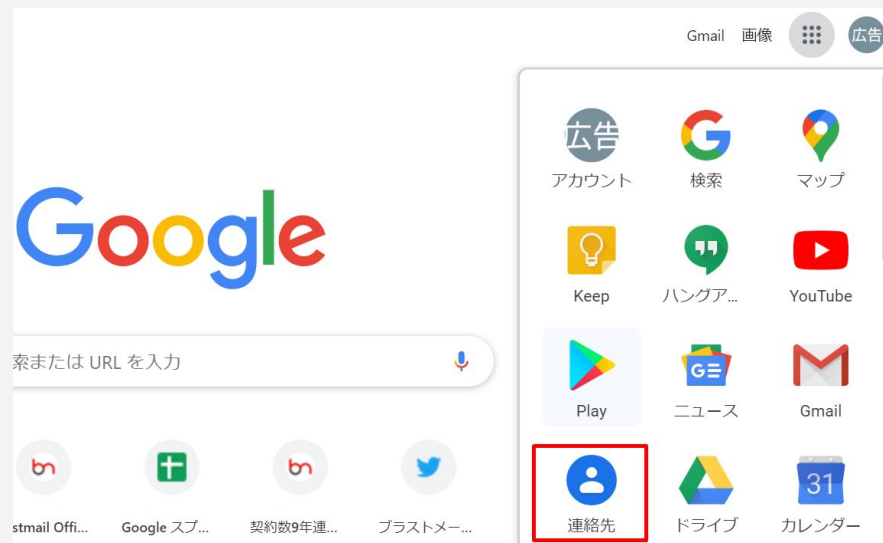 Gmail 画像 広告
広告
アカウント 検索 マップ
Google
Keep ハングア... YouTube
索または URL を入力
GE
Play ニュース Gmail
31
stmail Offi... Google スプ... 契約数9年連... ブラストメー... 連絡先 ドライブ カレンダー